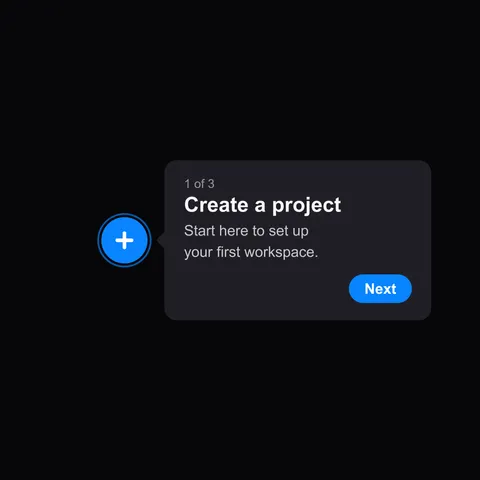 1 of 3
Create a project
Start here to set up
your first workspace.
Next